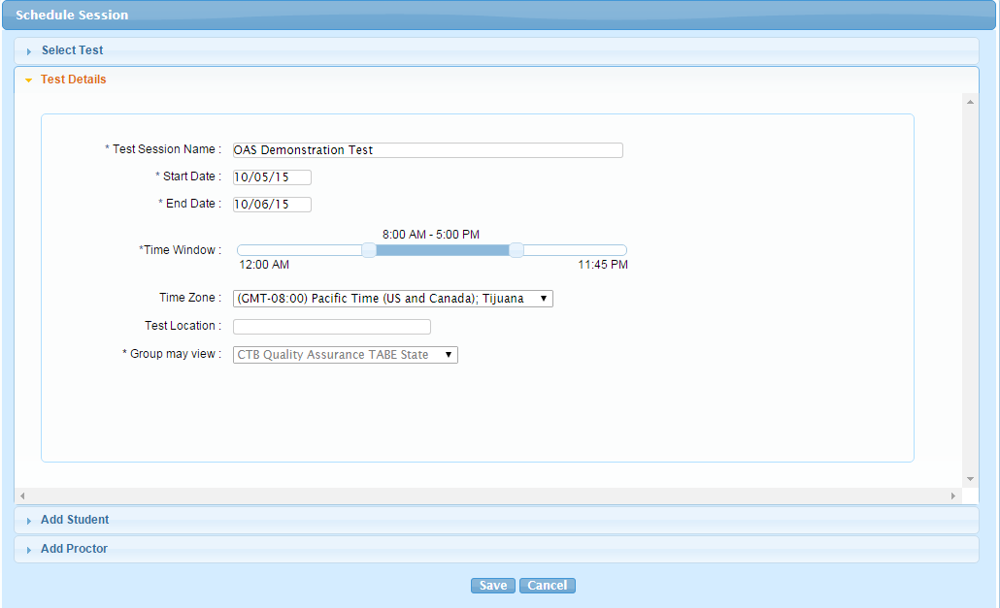 Schedule Session
Select Test
Test Details
* Test Session Name : OAS Demonstration Test
* Start Date : 10/05/15
* End Date : 10/06/15
8:00 AM - 5:00 PM
*Time Window :
12:00 AM 11:45 PM
Time Zone : (GMT-08:00) Pacific Time (US and Canada); Tijuana
Test Location :
* Group may view : CTB Quality Assurance TABE State
Add Student
Add Proctor
Save Cancel